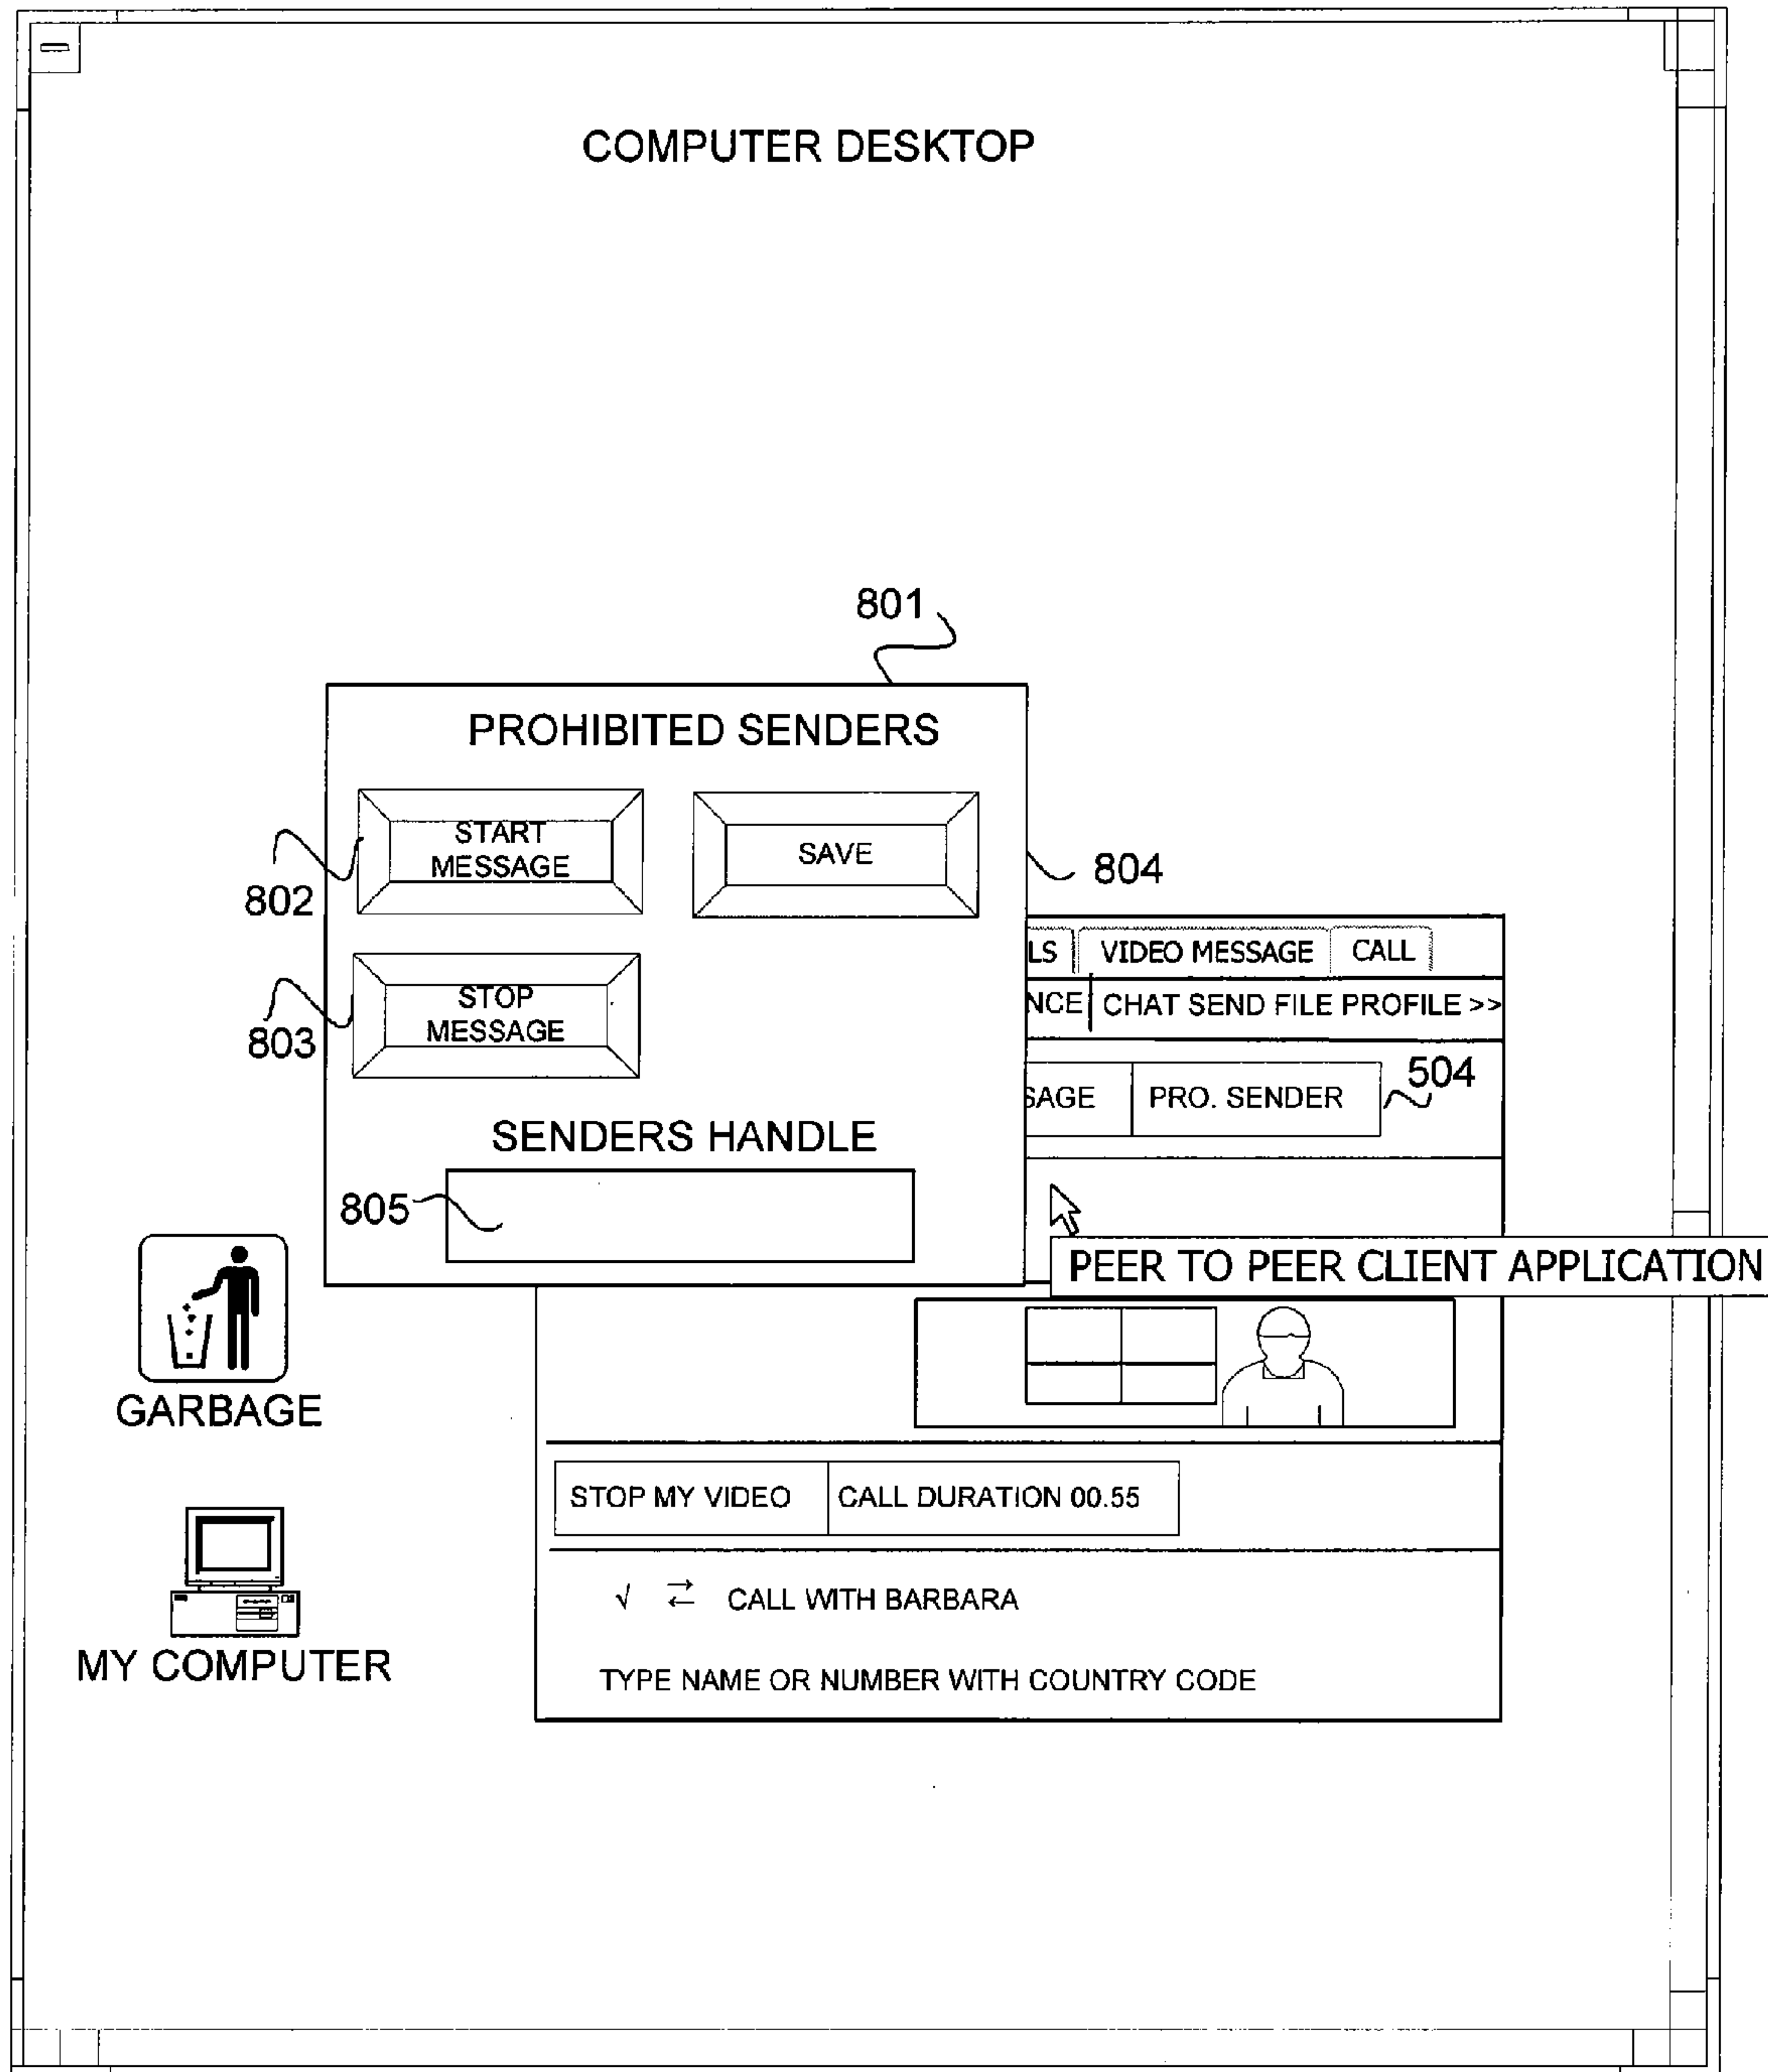 COMPUTER DESKTOP
801
PROHIBITED SENDERS
START
MESSAGE
SAVE
802
804
STOP
MESSAGE
803
LS VIDEO MESSAGE CALL
NCE CHAT SEND FILE PROFILE >>
SAGE PRO. SENDER
504
SENDERS HANDLE
805
PEER TO PEER CLIENT APPLICATION
GARBAGE
STOP MY VIDEO CALL DURATION 00.55
√ ⇄ CALL WITH BARBARA
MY COMPUTER
TYPE NAME OR NUMBER WITH COUNTRY CODE